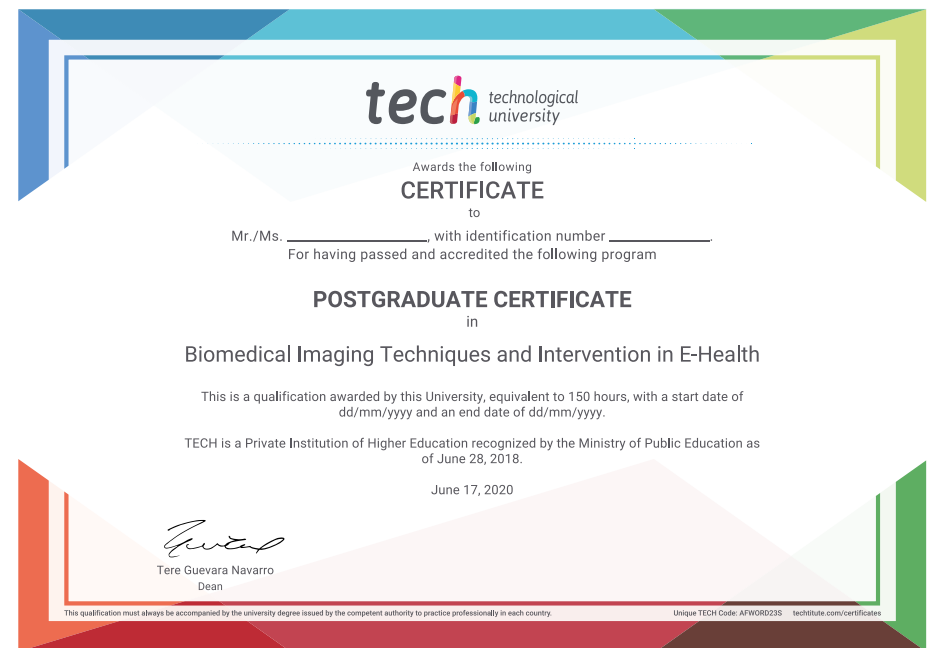 tech technological
university
Awards the following
CERTIFICATE
to
Mr./Ms. ____________, with identification number ____________.
For having passed and accredited the following program
POSTGRADUATE CERTIFICATE
in
Biomedical Imaging Techniques and Intervention in E-Health
This is a qualification awarded by this University, equivalent to 150 hours, with a start date of
dd/mm/yyyy and an end date of dd/mm/yyyy.
TECH is a Private Institution of Higher Education recognized by the Ministry of Public Education as
of June 28, 2018.
June 17, 2020
Tere Guevara Navarro
Dean
This qualification must always be accompanied by the university degree issued by the competent authority to practice professionally in each country.
Unique TECH Code: AFWORD23S techtitute.com/certificates